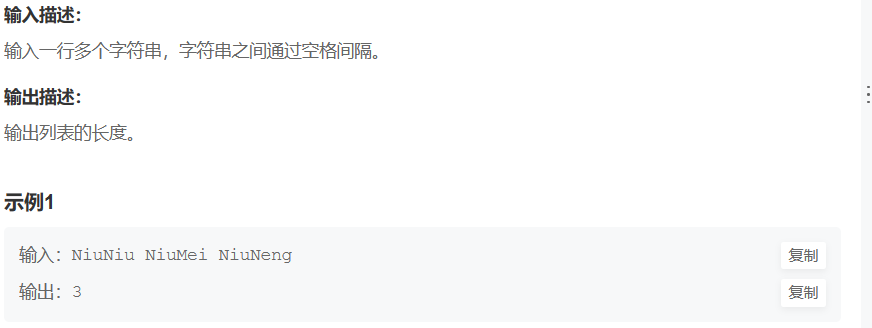 输入描述：
输入一行多个字符串，字符串之间通过空格间隔。
输出描述：
输出列表的长度。
示例1
输入：NiuNiu NiuMei NiuNeng 复制
输出：3 复制